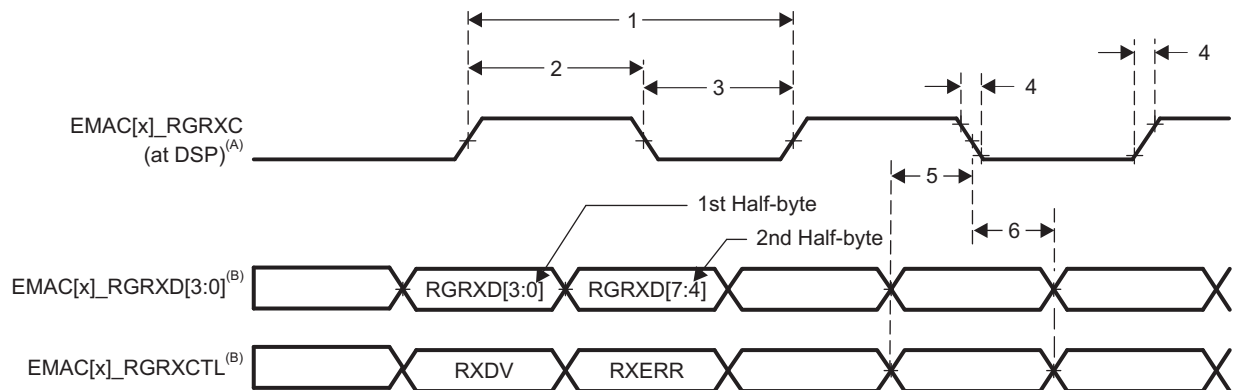 1
2
3
4
4
EMAC[x]_RGRXC
(at DSP)(A)
5
1st Half-byte
6
2nd Half-byte
EMAC[x]_RGRXD[3:0](B)
RGRXD[3:0]
RGRXD[7:4]
EMAC[x]_RGRXCTL(B)
RXDV
RXERR